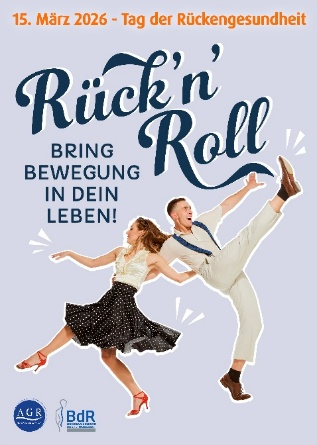 15. März 2026 - Tag der Rückengesundheit
Rück'n'
Roll
BRING
BEWEGUNG
IN DEIN
LEBEN!
AGR
BdR